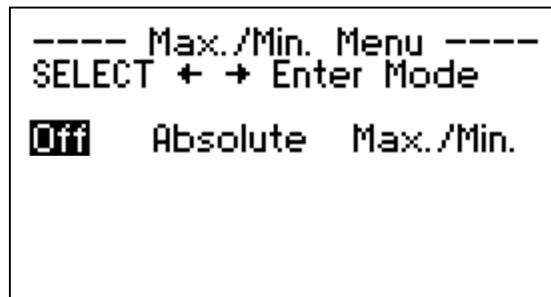 ---- Max./Min. Menu ----
SELECT ← → Enter Mode
Off Absolute Max./Min.